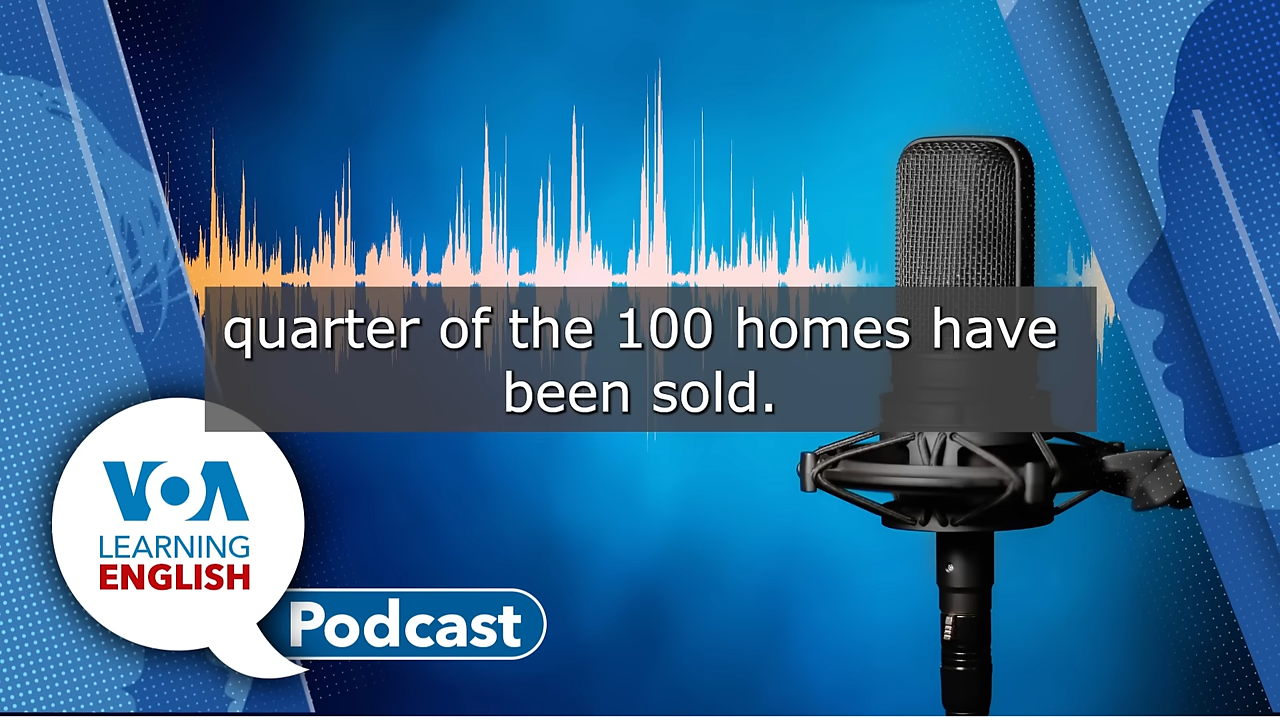 quarter of the 100 homes have
been sold.
VOA
LEARNING
ENGLISH
Podcast